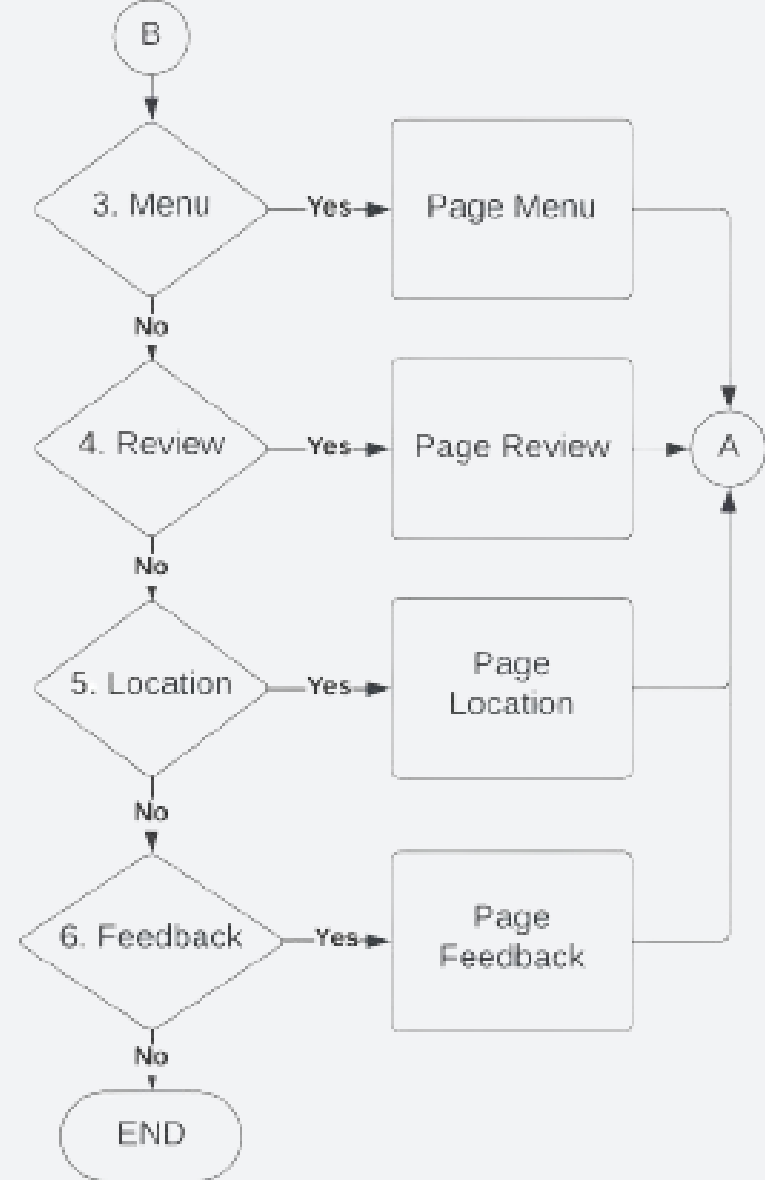 B
3. Menu
Yes
Page Menu
No
4. Review
Yes
Page Review
A
No
5. Location
Yes
Page
Location
No
6. Feedback
Yes
Page
Feedback
No
END